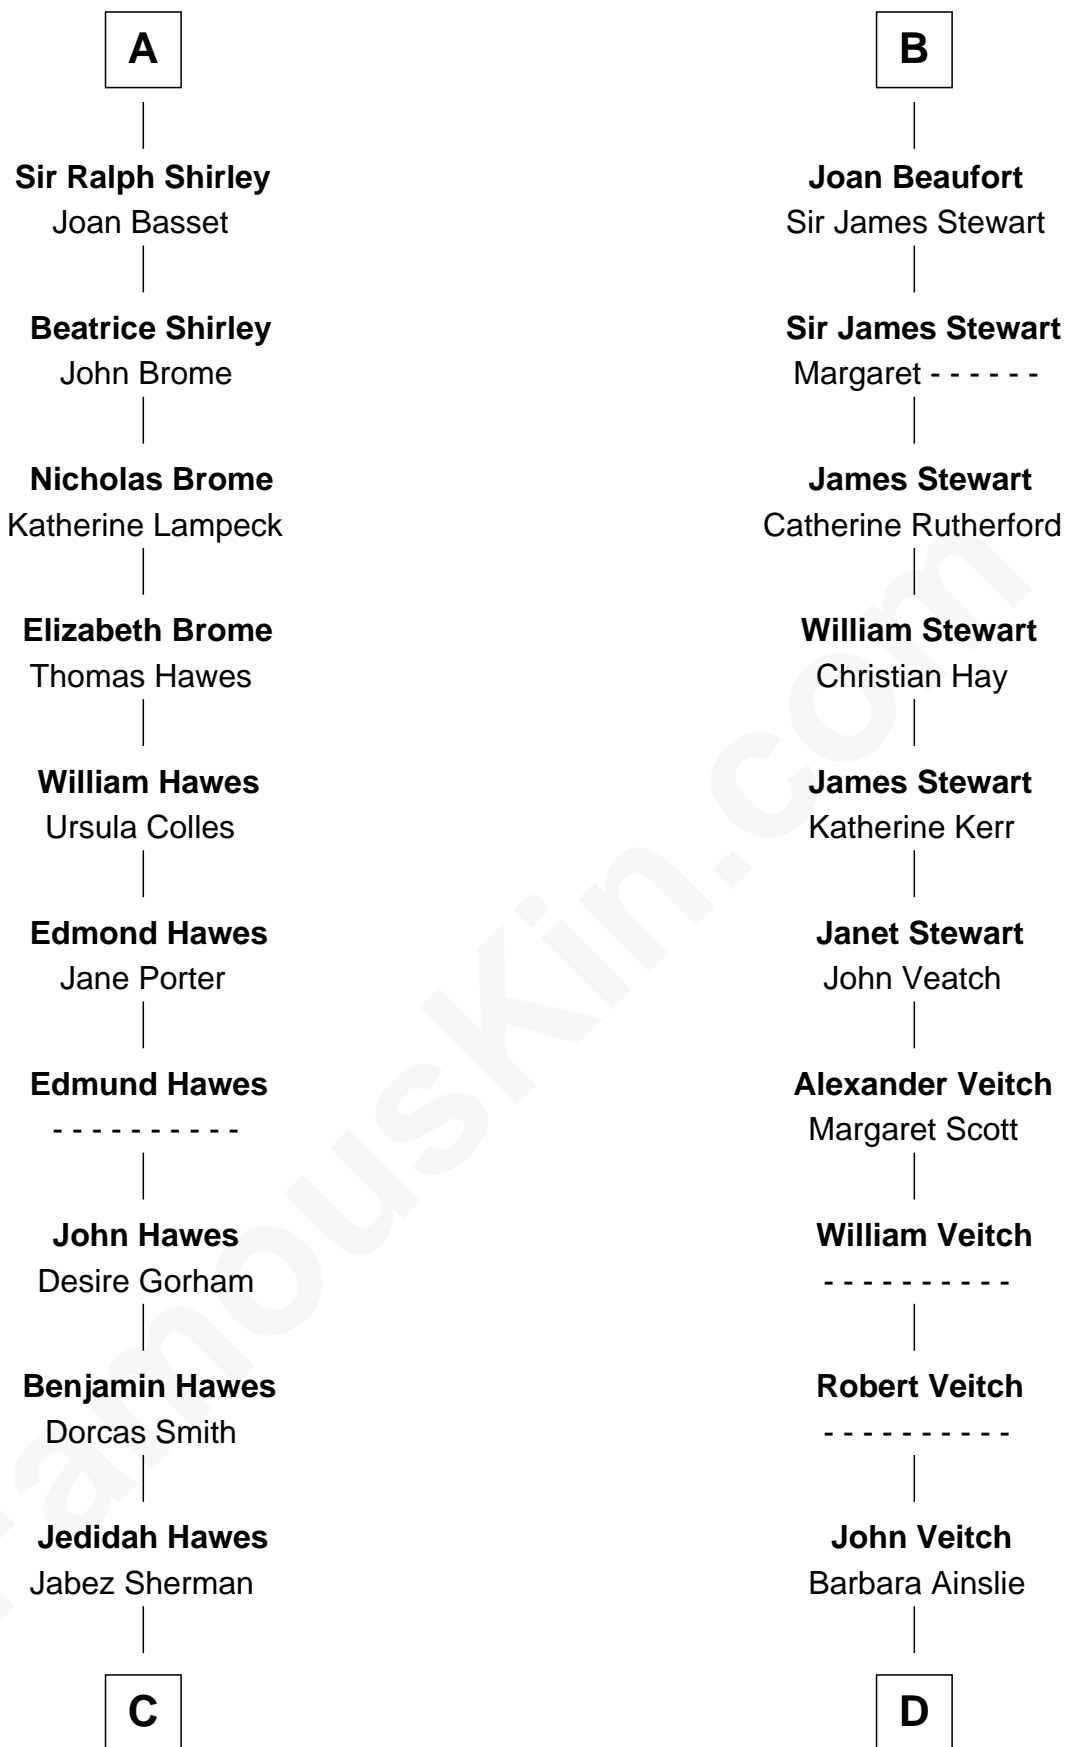 A
Sir Ralph Shirley
Joan Basset
Beatrice Shirley
John Brome
Nicholas Brome
Katherine Lampeck
Elizabeth Brome
Thomas Hawes
William Hawes
Ursula Colles
Edmond Hawes
Jane Porter
Edmund Hawes
- - - - - - - - - -
John Hawes
Desire Gorham
Benjamin Hawes
Dorcas Smith
Jedidah Hawes
Jabez Sherman
C
B
Joan Beaufort
Sir James Stewart
Sir James Stewart
Margaret - - - - - -
James Stewart
Catherine Rutherford
William Stewart
Christian Hay
James Stewart
Katherine Kerr
Janet Stewart
John Veatch
Alexander Veitch
Margaret Scott
William Veitch
- - - - - - - - - -
Robert Veitch
- - - - - - - - - -
John Veitch
Barbara Ainslie
D
FamousKin.com